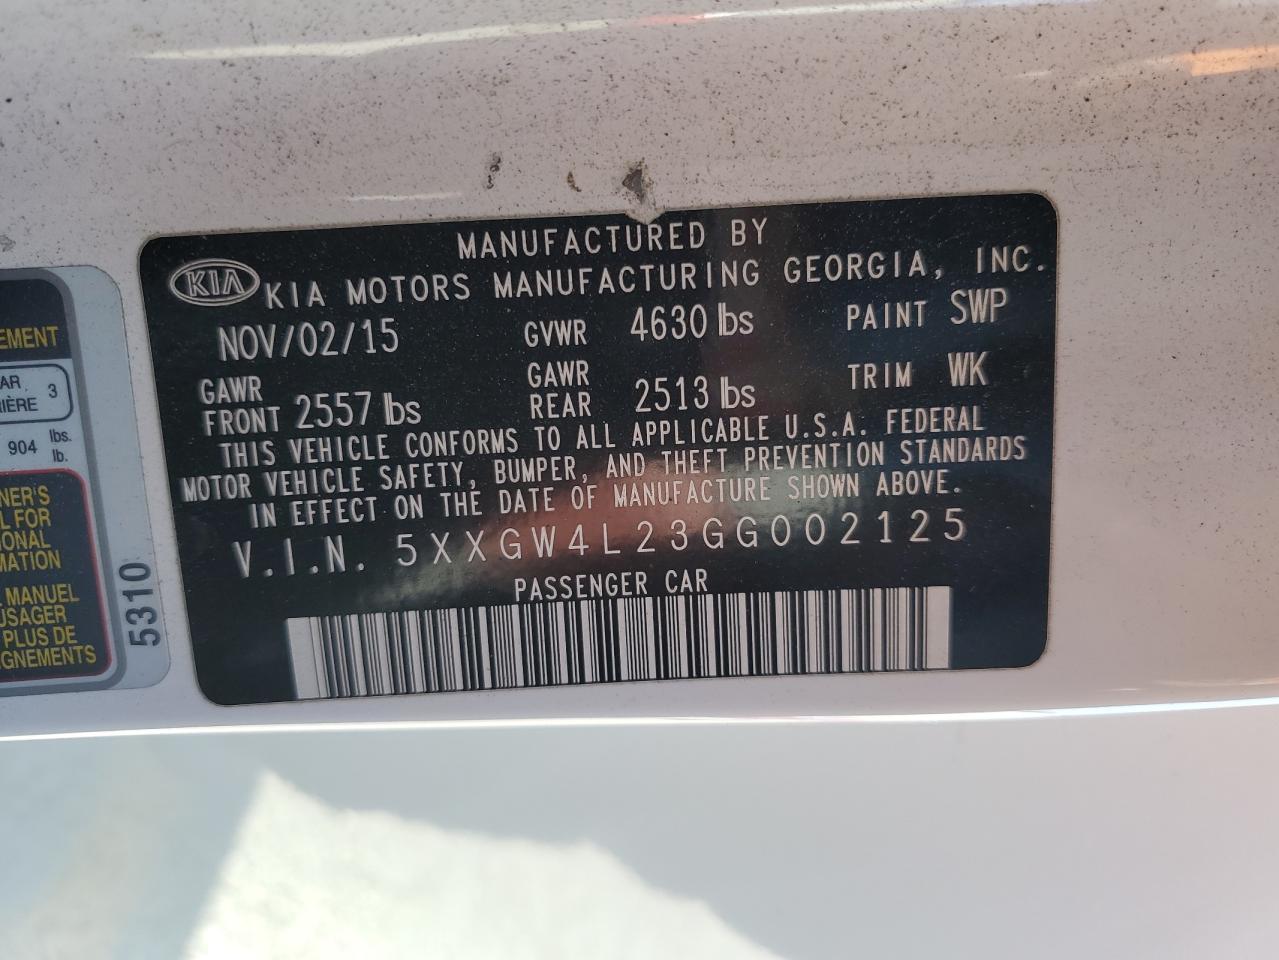 MANUFACTURED BY
KIA KIA MOTORS MANUFACTURING GEORGIA, INC.
NOV/02/15 GVWR 4630 lbs PAINT SWP
GAWR FRONT 2557 lbs GAWR REAR 2513 lbs TRIM WK
THIS VEHICLE CONFORMS TO ALL APPLICABLE U.S.A. FEDERAL
MOTOR VEHICLE SAFETY, BUMPER, AND THEFT PREVENTION STANDARDS
IN EFFECT ON THE DATE OF MANUFACTURE SHOWN ABOVE.
V.I.N. 5XXGW4L23GG002125
PASSENGER CAR
EMENT
AR 3
IÈRE
904 lbs.
lb.
NER'S
L FOR
ONAL
MATION
MANUEL
USAGER
PLUS DE
IGNEMENTS
5310